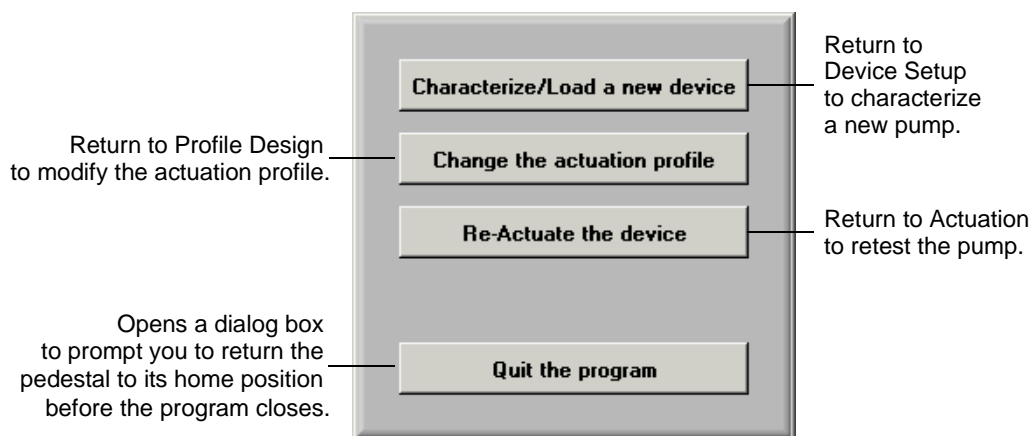 Characterize/Load a new device
Return to
Device Setup
to characterize
a new pump.
Return to Profile Design
to modify the actuation profile.
Change the actuation profile
Re-Actuate the device
Return to Actuation
to retest the pump.
Opens a dialog box
to prompt you to return the
pedestal to its home position
before the program closes.
Quit the program